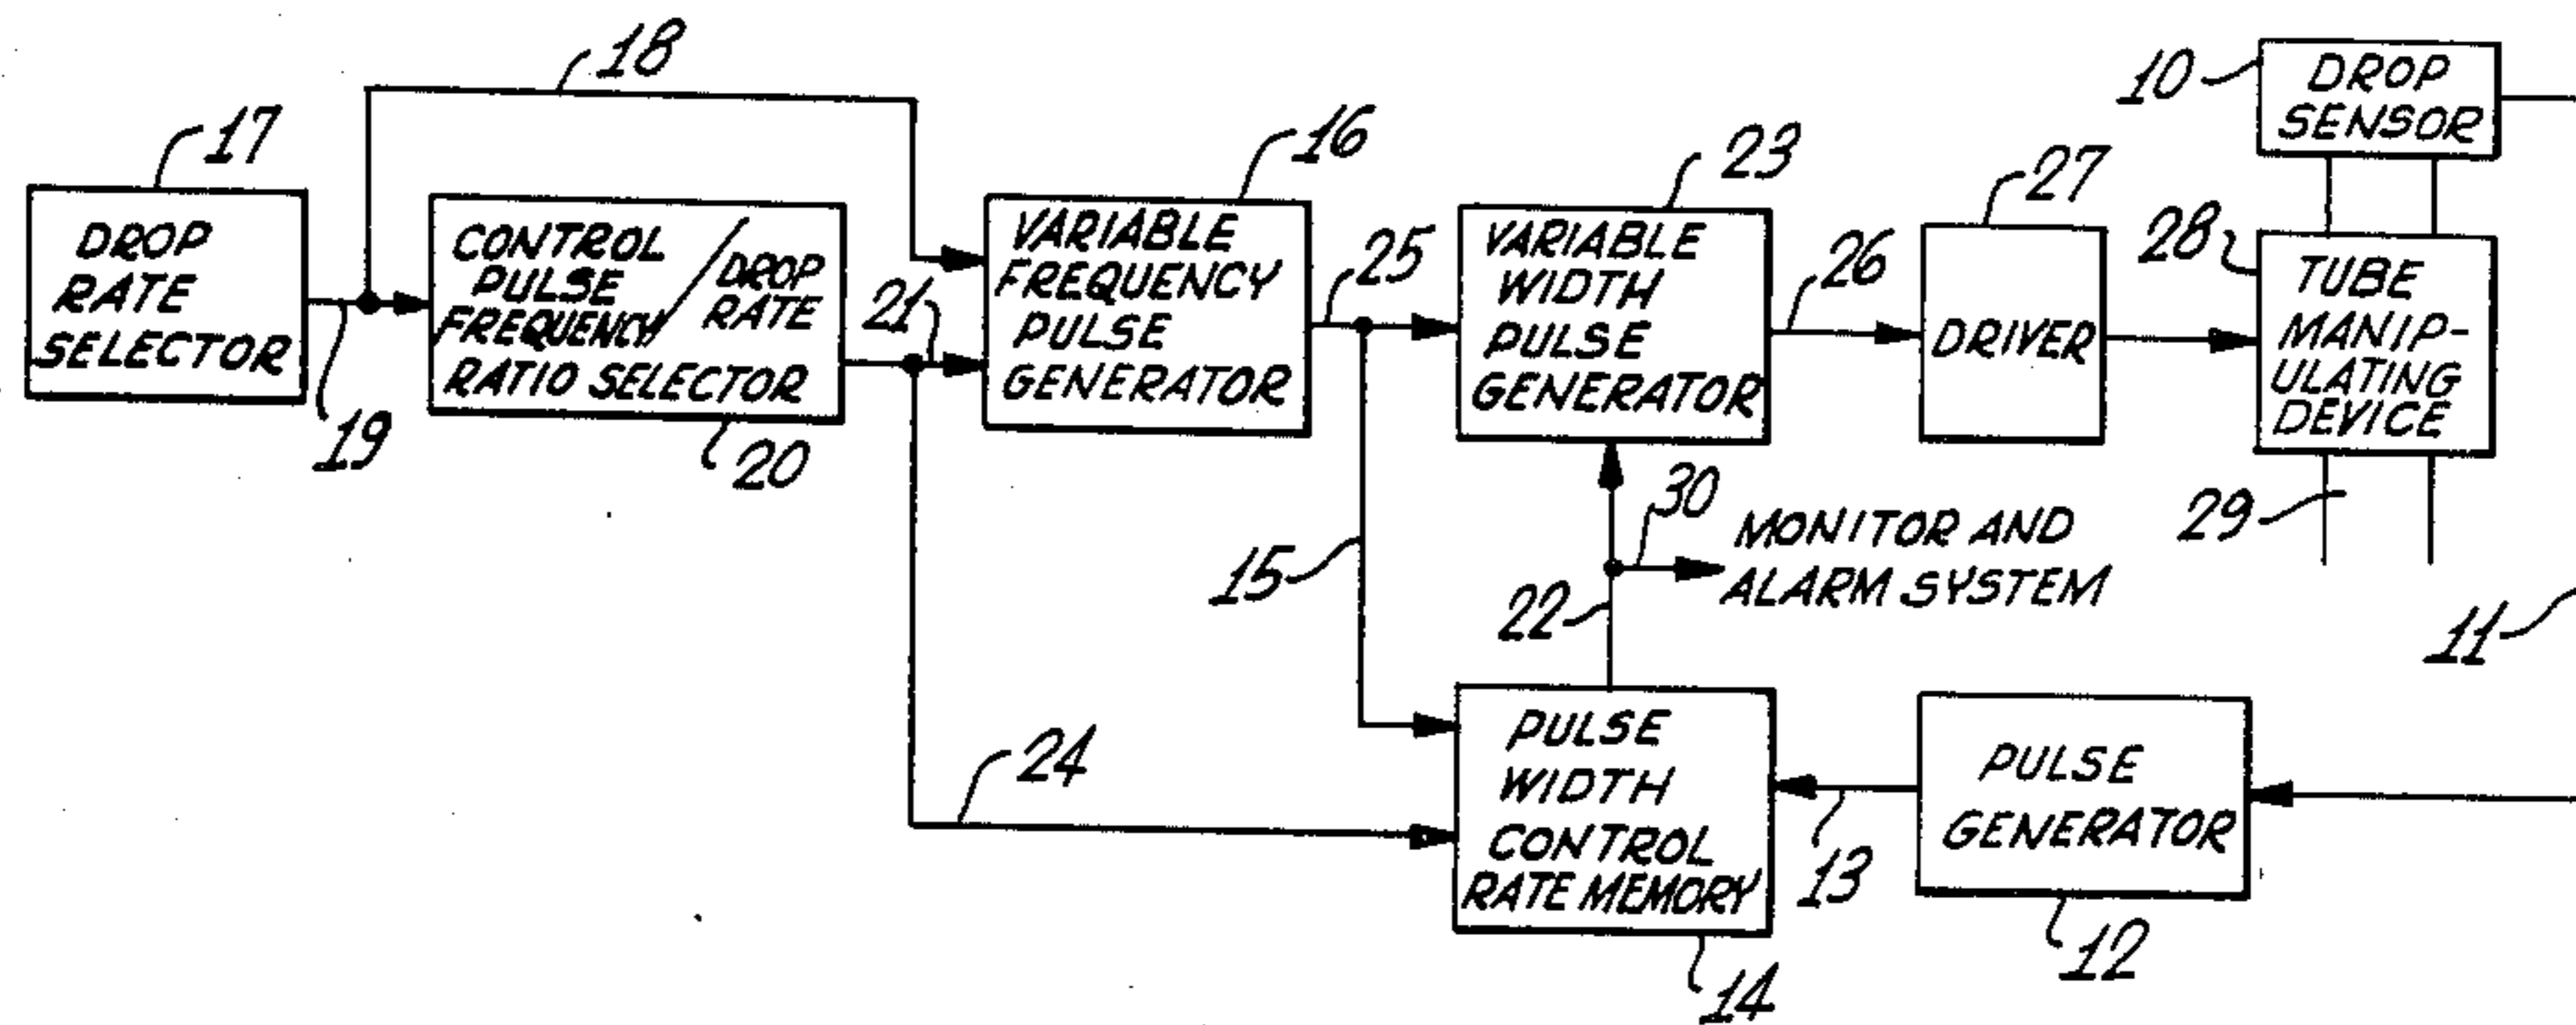 18
10
DROP
SENSOR
17
16
23
27
DROP
RATE
SELECTOR
19
CONTROL
PULSE
FREQUENCY/DROP
RATE
RATIO SELECTOR
20
21
VARIABLE
FREQUENCY
PULSE
GENERATOR
25
VARIABLE
WIDTH
PULSE
GENERATOR
26
DRIVER
28
TUBE
MANIP-
ULATING
DEVICE
29
30
MONITOR AND
ALARM SYSTEM
15
22
11
24
PULSE
WIDTH
CONTROL
RATE MEMORY
14
13
PULSE
GENERATOR
12